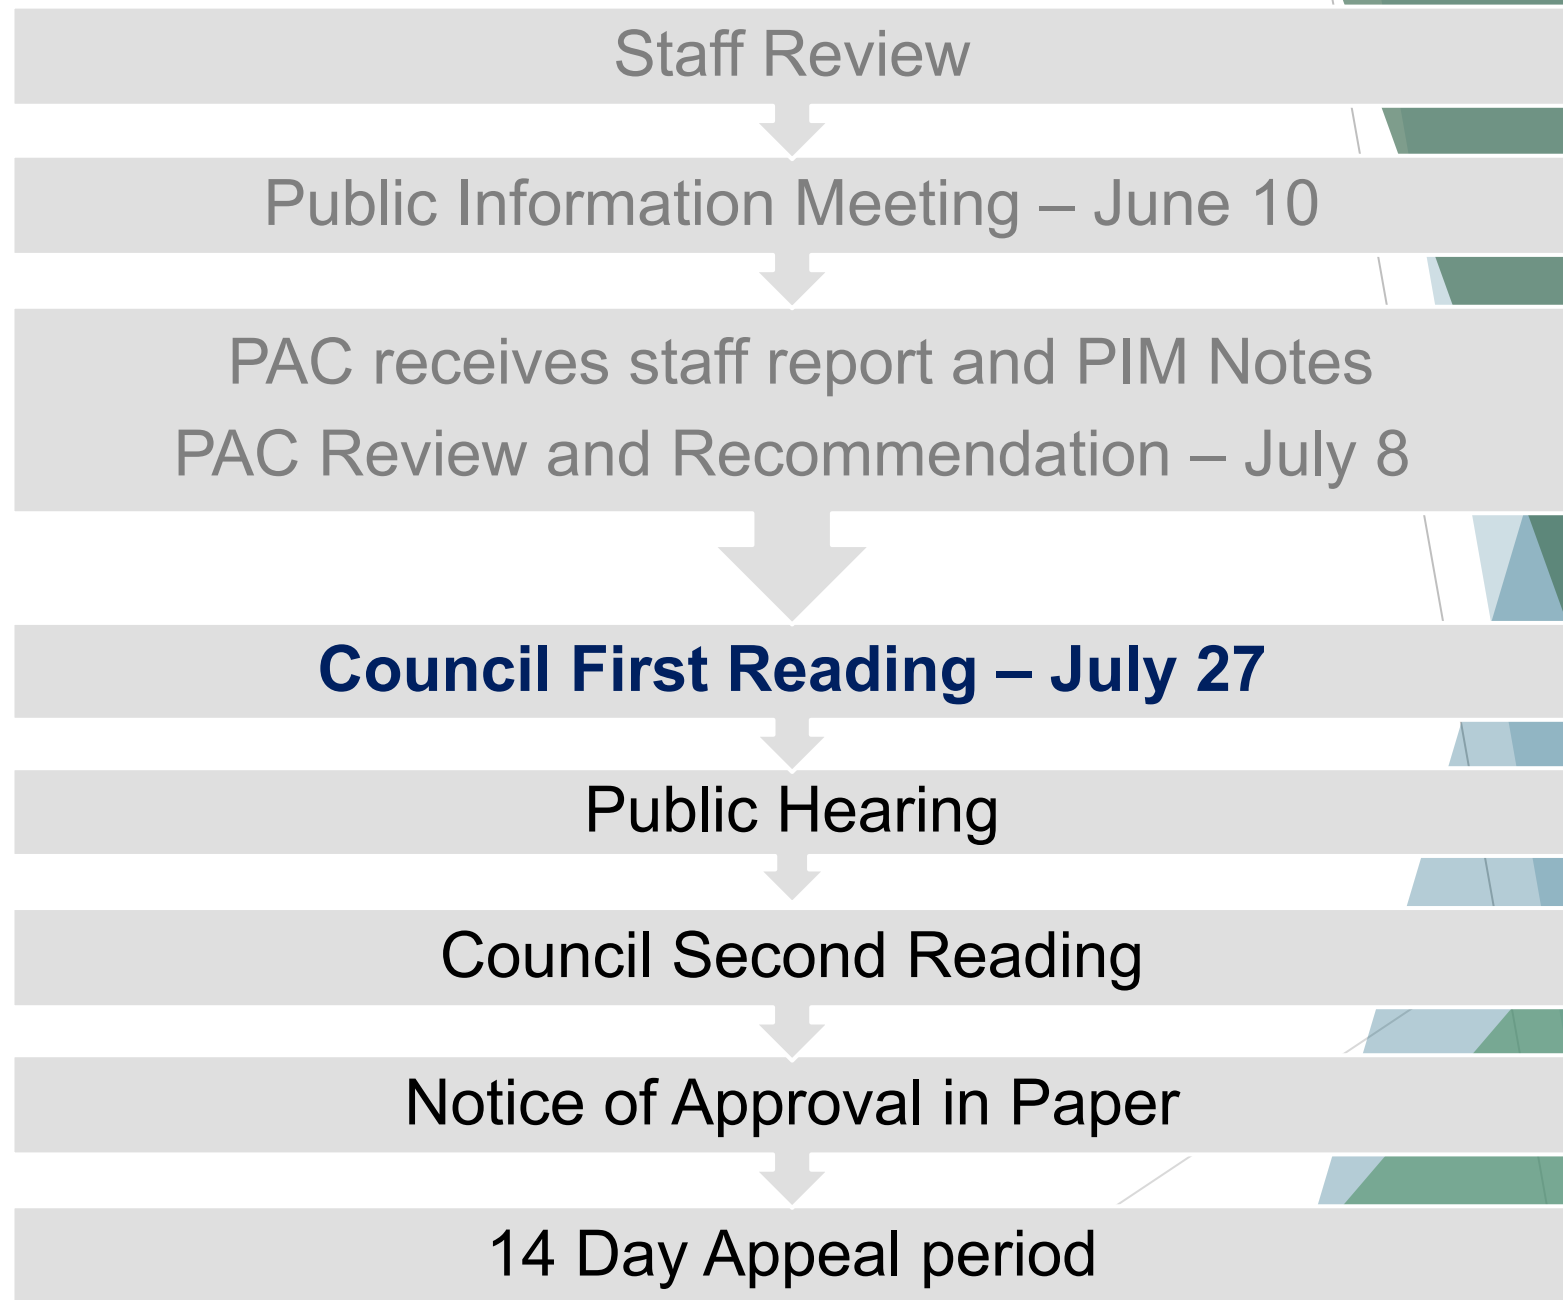 Staff Review
Public Information Meeting – June 10
PAC receives staff report and PIM Notes
PAC Review and Recommendation – July 8
Council First Reading – July 27
Public Hearing
Council Second Reading
Notice of Approval in Paper
14 Day Appeal period